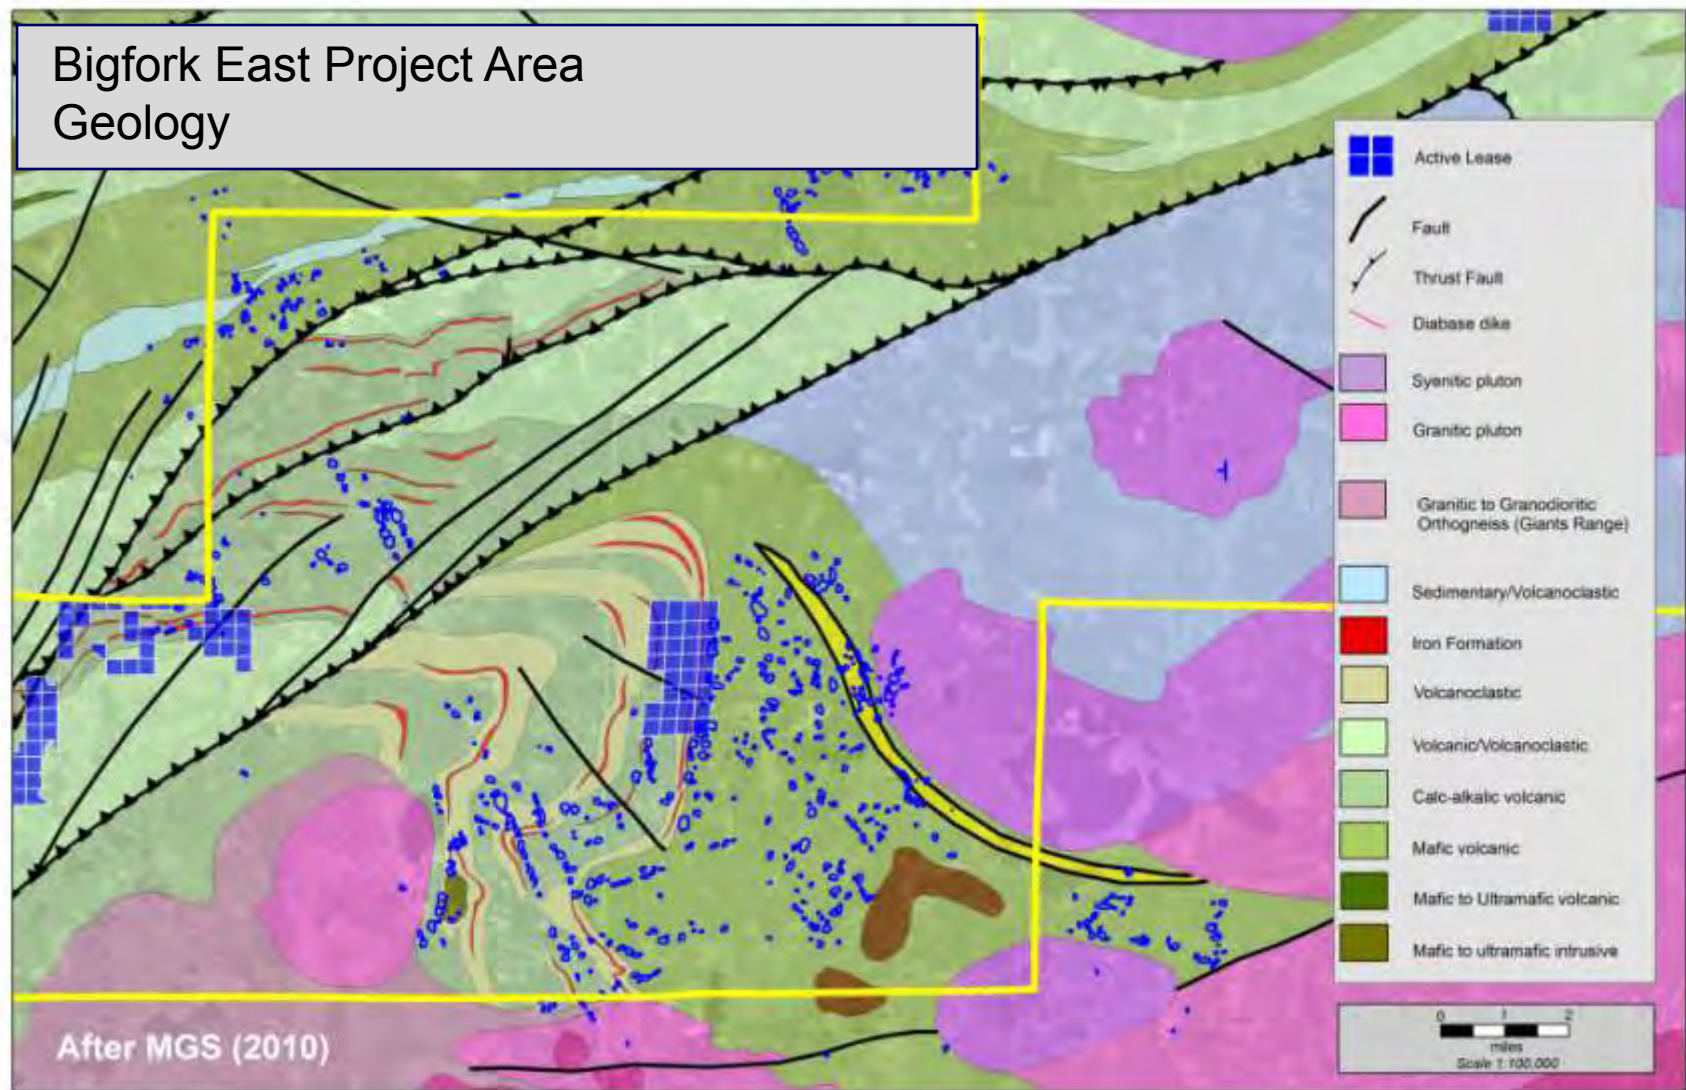 Bigfork East Project Area
Geology
Active Lease
Fault
Thrust Fault
Diabase dike
Syenitic pluton
Granitic pluton
Granitic to Granodioritic
Orthogneiss (Giants Range)
Sedimentary/Volcanoclastic
Iron Formation
Volcanoclastic
Volcanic/Volcanoclastic
Calc-alkalic volcanic
Mafic volcanic
Mafic to Ultramafic volcanic
Mafic to ultramafic intrusive
0 1 2
miles
Scale 1:100,000
After MGS (2010)